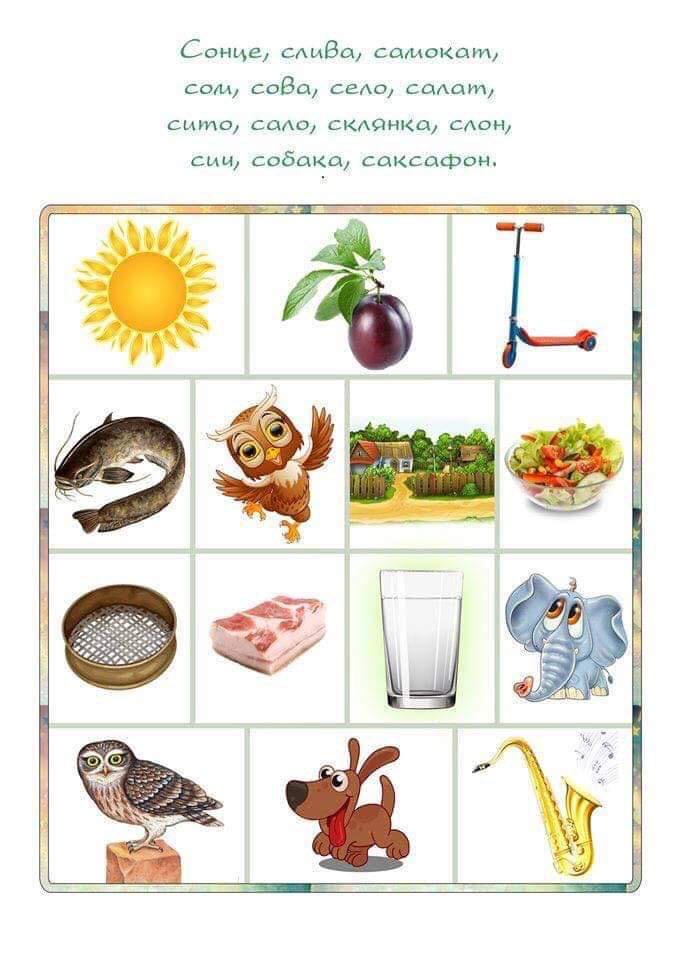 Сонце, слива, самокат,
сом, сова, село, салат,
сито, сало, склянка, слон,
сич, собака, саксафон.